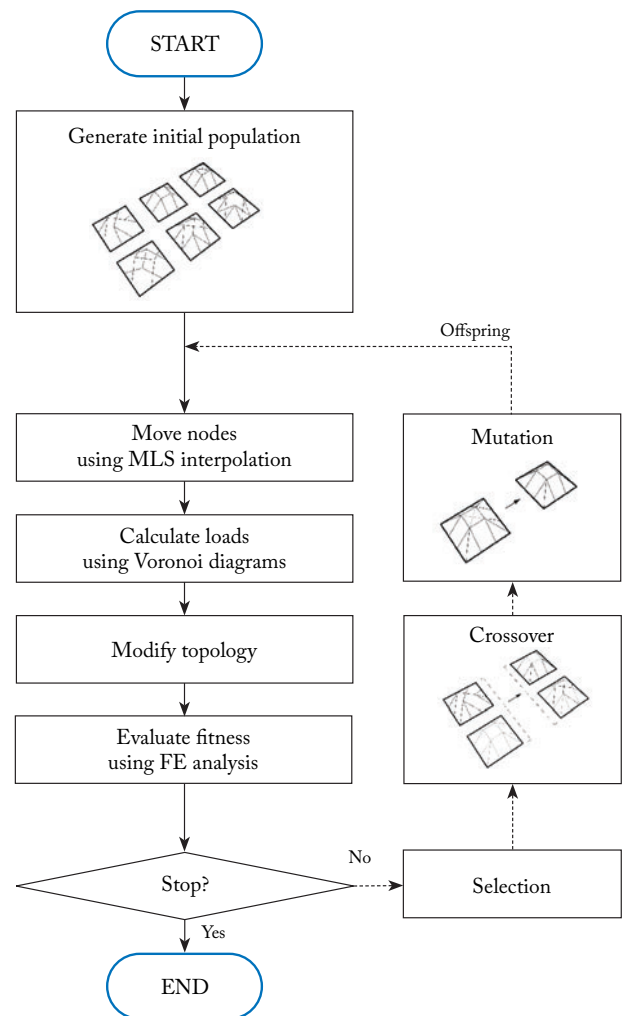 START
Generate initial population
Offspring
Move nodes
using MLS interpolation
Mutation
Calculate loads
using Voronoi diagrams
Modify topology
Crossover
Evaluate fitness
using FE analysis
Stop?
No
Selection
Yes
END